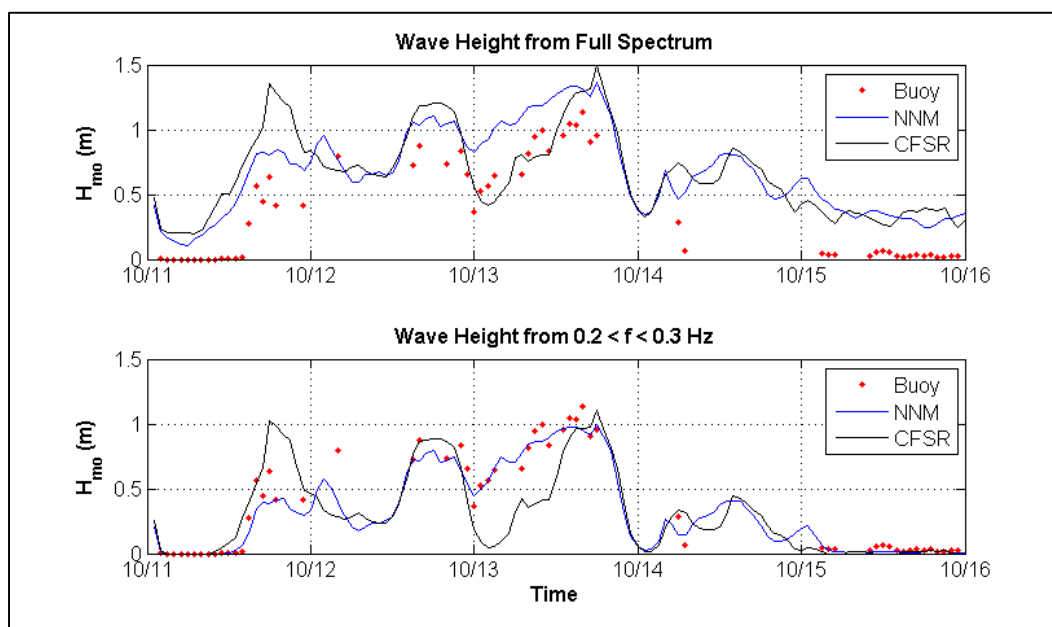 Wave Height from Full Spectrum
1.5
1
0.5
0
H_mo (m)
Buoy
NNM
CFSR
10/11 10/12 10/13 10/14 10/15 10/16
Wave Height from 0.2 < f < 0.3 Hz
1.5
1
0.5
0
H_mo (m)
Buoy
NNM
CFSR
10/11 10/12 10/13 10/14 10/15 10/16
Time